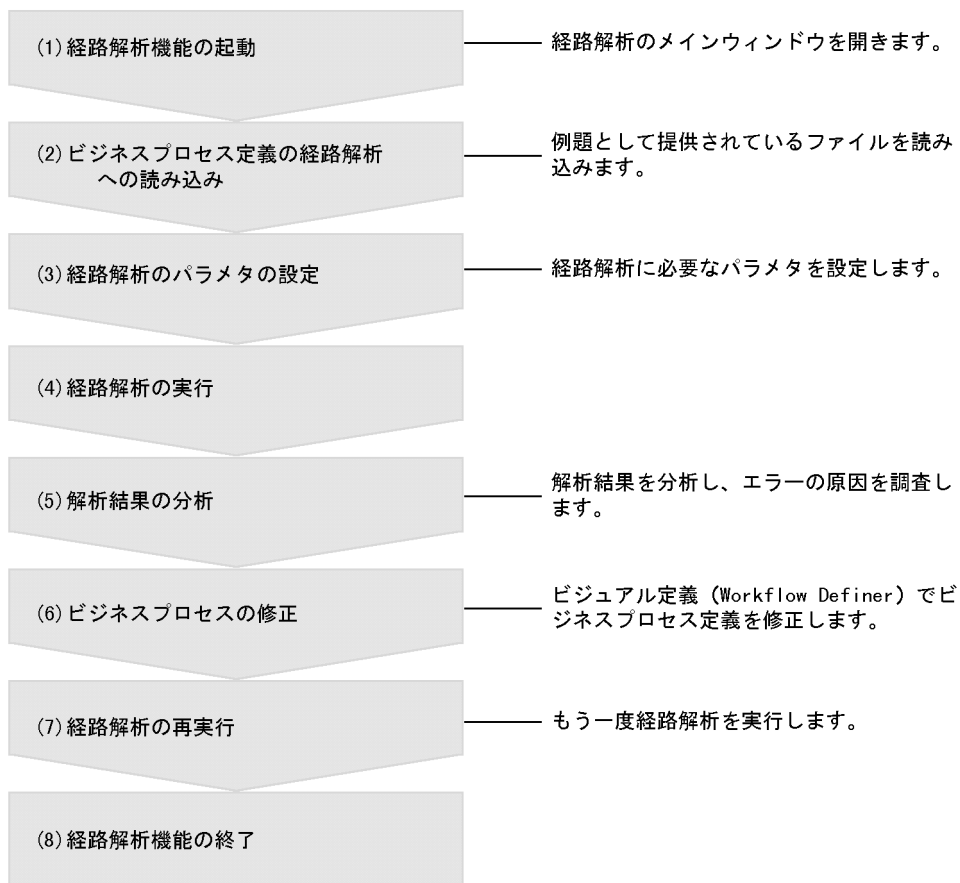 (1)経路解析機能の起動
経路解析のメインウィンドウを開きます。
(2)ビジネスプロセス定義の経路解析
への読み込み
例題として提供されているファイルを読み
込みます。
(3)経路解析のパラメタの設定
経路解析に必要なパラメタを設定します。
(4)経路解析の実行
(5)解析結果の分析
解析結果を分析し、エラーの原因を調査し
ます。
(6)ビジネスプロセスの修正
ビジュアル定義（Workflow Definer）でビ
ジネスプロセス定義を修正します。
(7)経路解析の再実行
もう一度経路解析を実行します。
(8)経路解析機能の終了